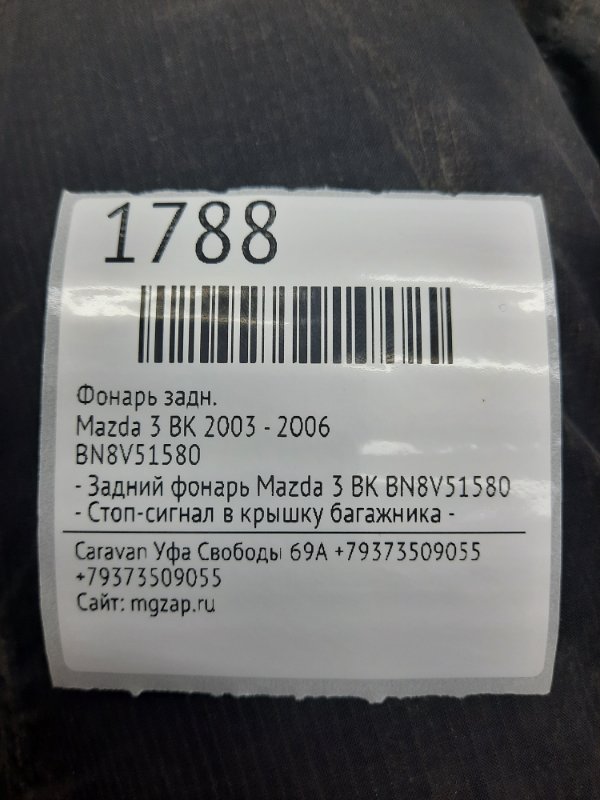 1788
Фонарь задн.
Mazda 3 BK 2003 - 2006
BN8V51580
- Задний фонарь Mazda 3 BK BN8V51580
- Стоп-сигнал в крышку багажника -
Caravan Уфа Свободы 69А +79373509055
+79373509055
Сайт: mgzap.ru